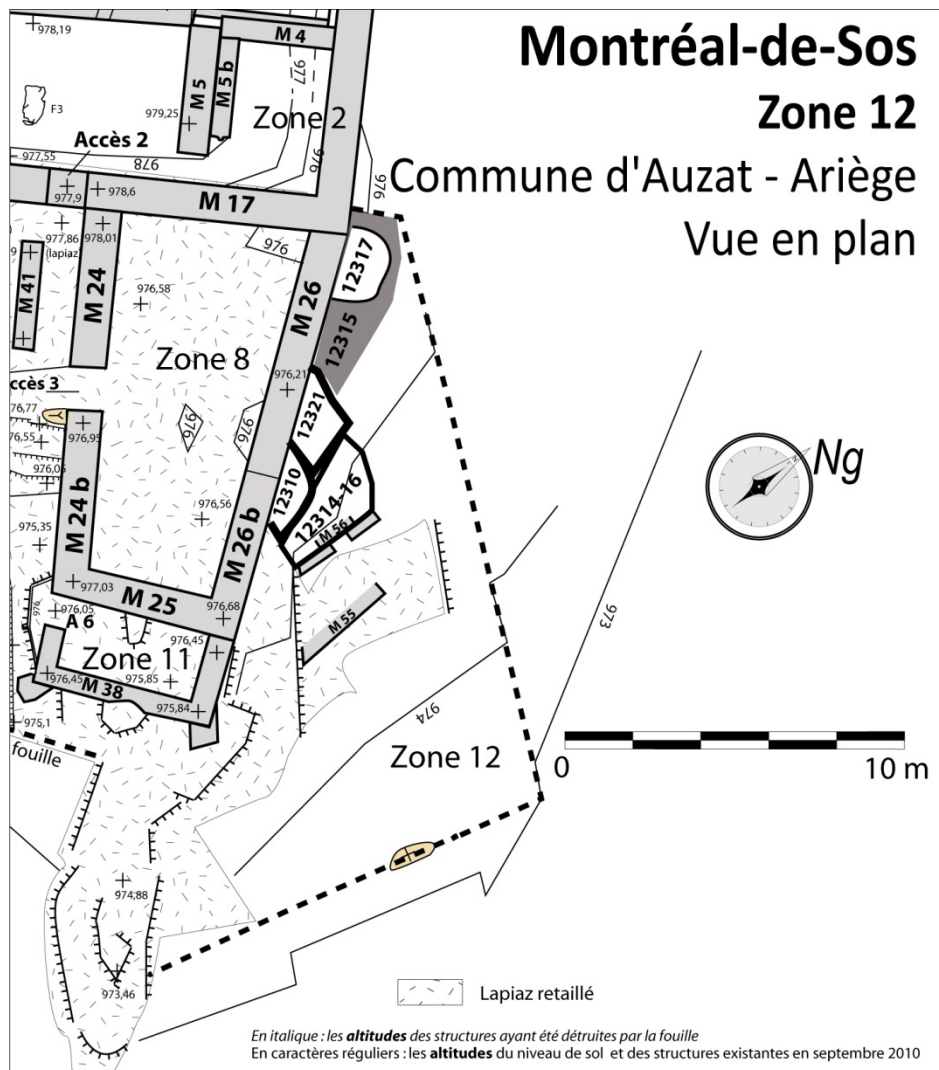 Montréal-de-Sos
Zone 12
Commune d'Auzat - Ariège
Vue en plan
978,19
M 4
M 5
M 5 b
977
F3
979,25
Zone 2
Accès 2
977,55
978
976
976
977,9
978,6
M 17
977,86
(lapiaz)
978,01
976
12317
9
M 41
M 24
976,58
M 26
12315
Zone 8
ccès 3
976,21
12321
976,77
976
976
976,55
976,95
976,05
12310
12314-16
Ng
M 24 b
976,56
M 26 b
M 56
975,35
977,03
M 25
976,68
M 55
973
976
976,05
A 6
976,45
Zone 11
976,45
975,85
M 38
975,84
974
975,1
fouille
Zone 12
0
10 m
974,88
973,46
Lapiaz retaillé
En italique : les altitudes des structures ayant été détruites par la fouille
En caractères réguliers : les altitudes du niveau de sol et des structures existantes en septembre 2010